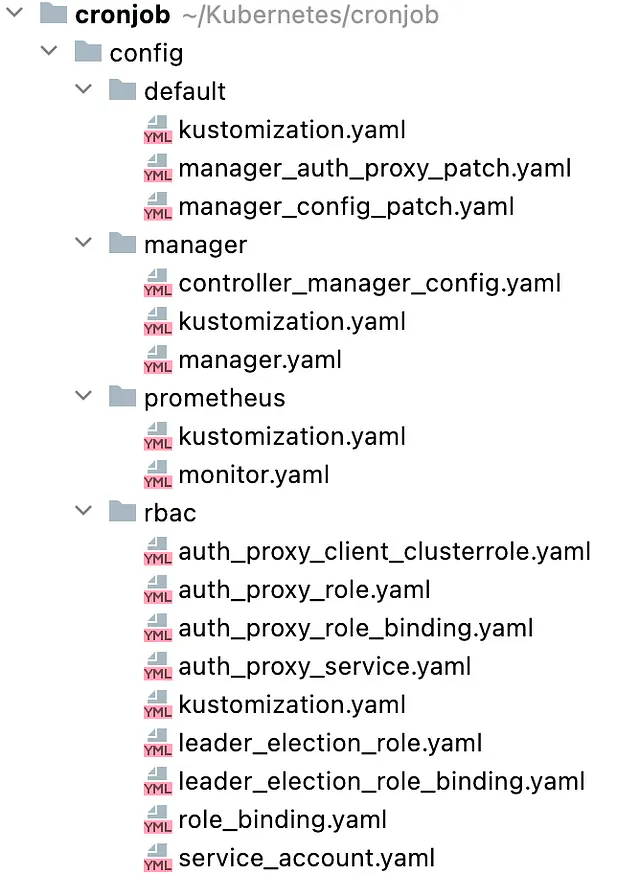 cronjob ~/Kubernetes/cronjob
config
default
YML kustomization.yaml
YML manager_auth_proxy_patch.yaml
YML manager_config_patch.yaml
manager
YML controller_manager_config.yaml
YML kustomization.yaml
YML manager.yaml
prometheus
YML kustomization.yaml
YML monitor.yaml
rbac
YML auth_proxy_client_clusterrole.yaml
YML auth_proxy_role.yaml
YML auth_proxy_role_binding.yaml
YML auth_proxy_service.yaml
YML kustomization.yaml
YML leader_election_role.yaml
YML leader_election_role_binding.yaml
YML role_binding.yaml
YML service_account.yaml